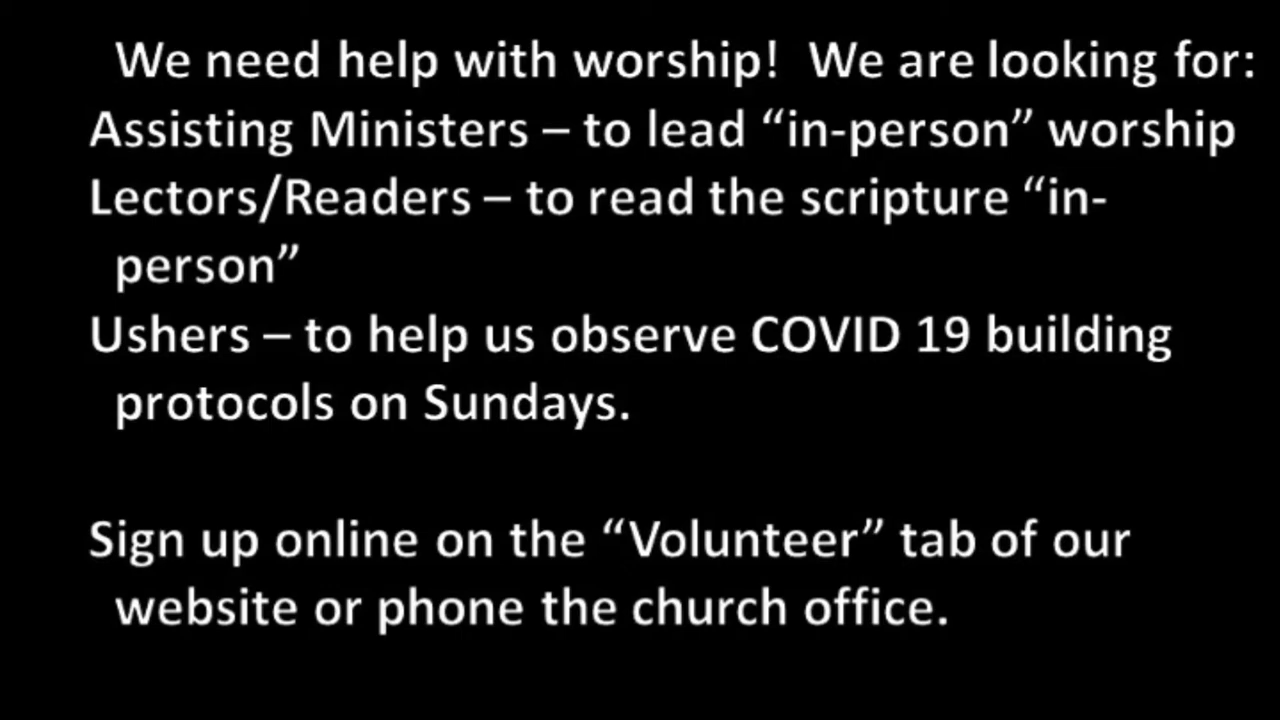 We need help with worship!  We are looking for:
Assisting Ministers – to lead “in-person” worship
Lectors/Readers – to read the scripture “in-
person”
Ushers – to help us observe COVID 19 building
protocols on Sundays.
Sign up online on the “Volunteer” tab of our
website or phone the church office.